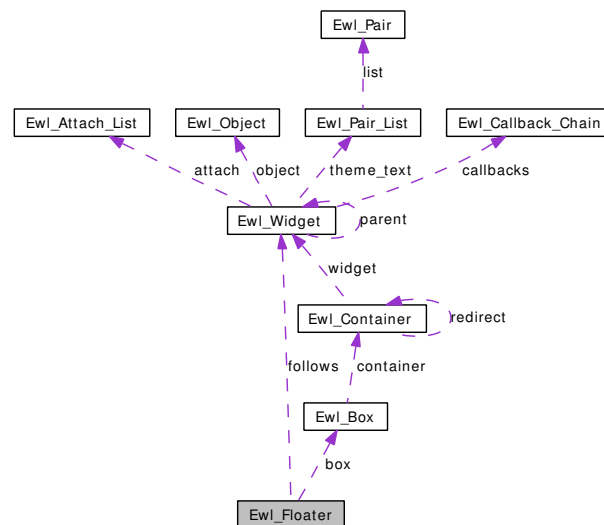 Ewl_Pair
list
Ewl_Attach_List
Ewl_Object
Ewl_Pair_List
Ewl_Callback_Chain
attach
object
theme_text
callbacks
Ewl_Widget
parent
widget
Ewl_Container
redirect
follows
container
Ewl_Box
box
Ewl_Floater